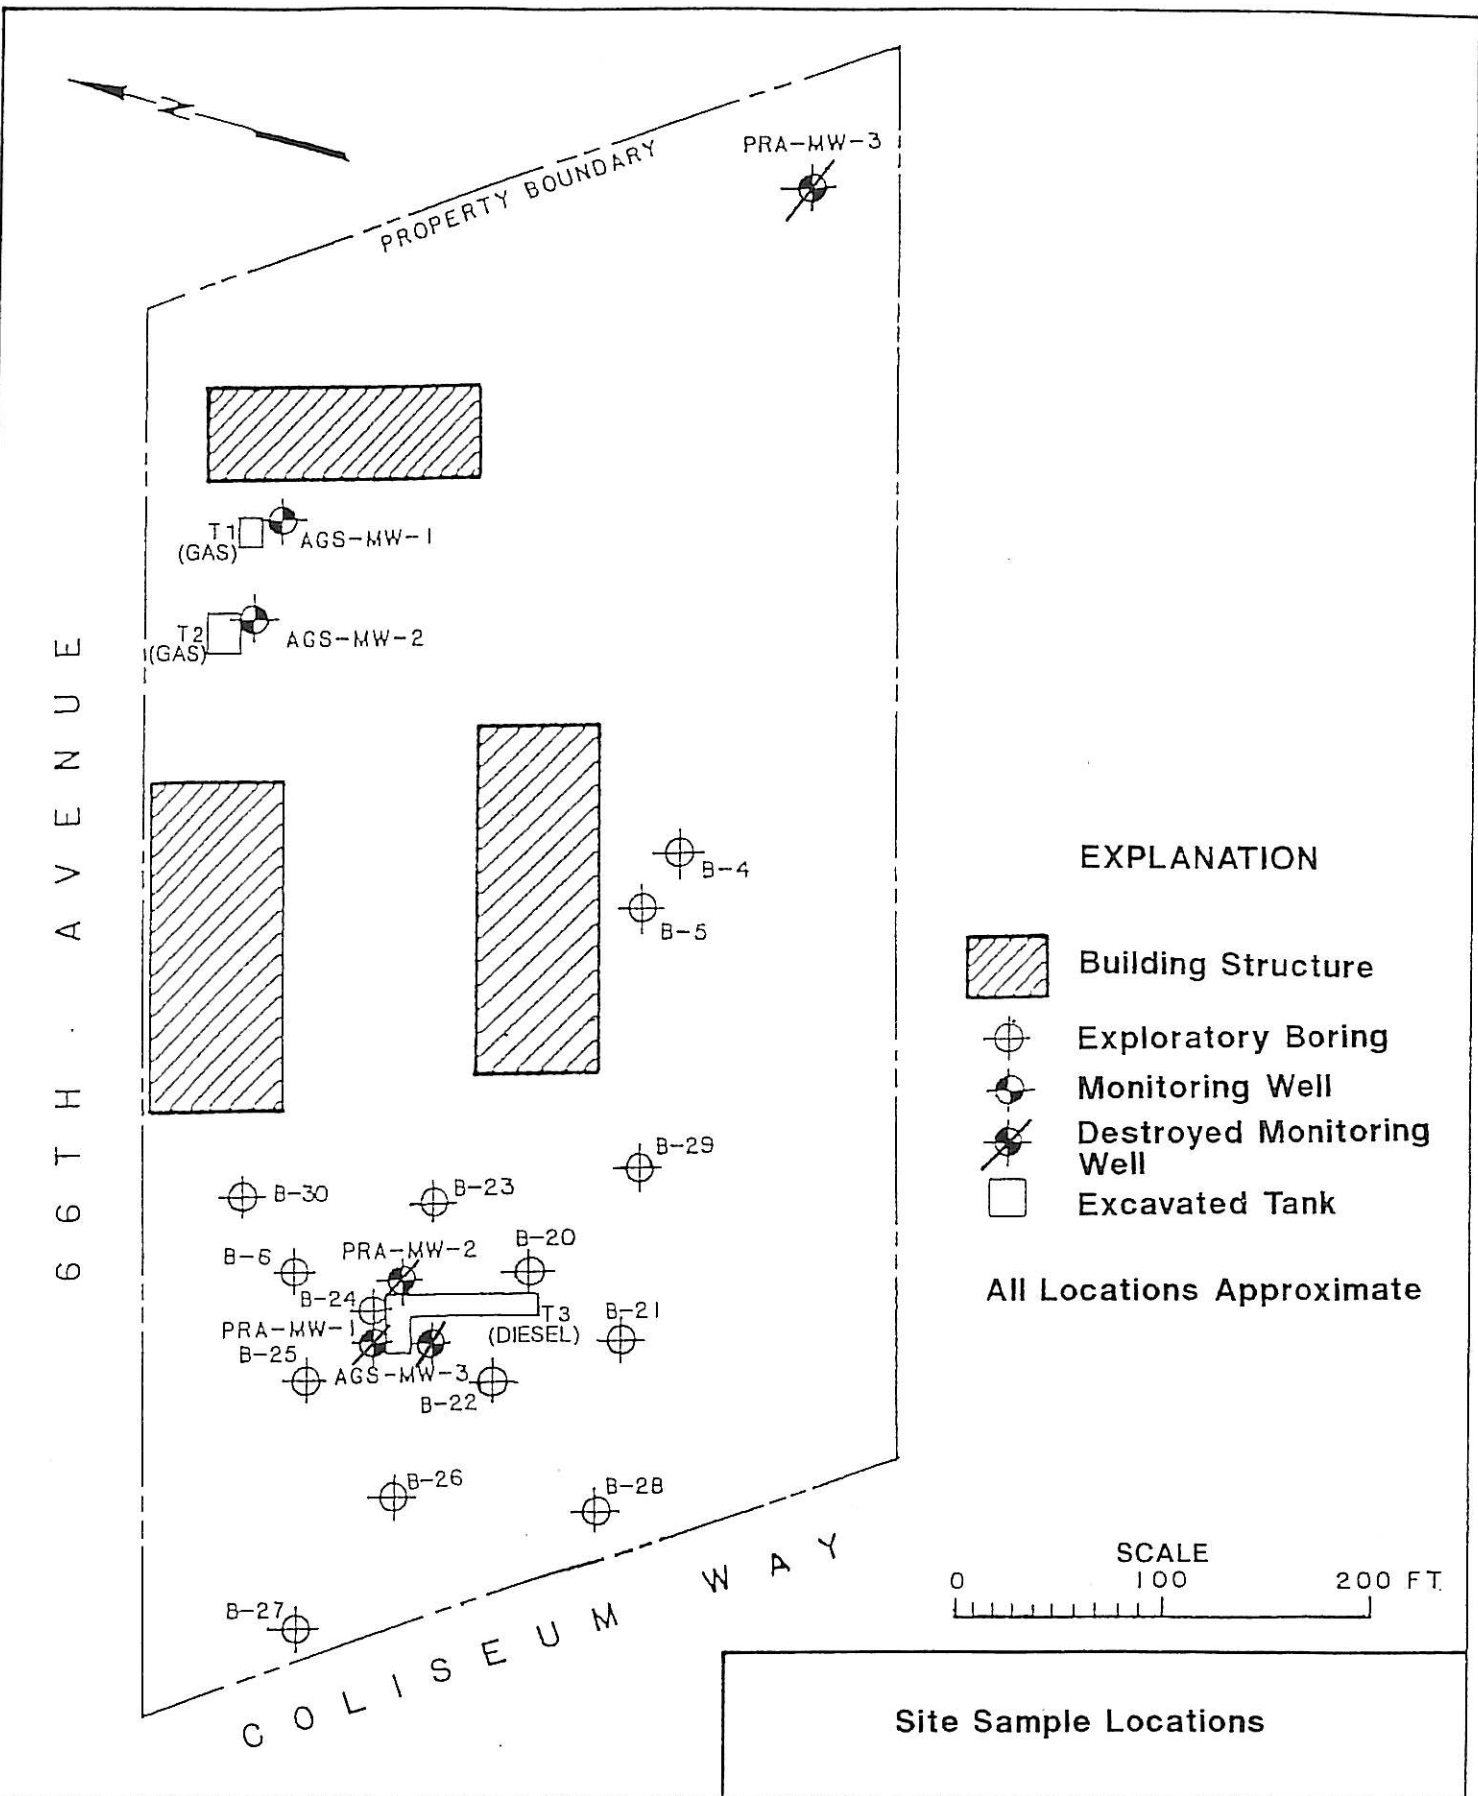 N
PROPERTY BOUNDARY
PRA-MW-3
T1
(GAS)
AGS-MW-1
T2
(GAS)
AGS-MW-2
66TH AVENUE
B-4
B-5
EXPLANATION
Building Structure
Exploratory Boring
Monitoring Well
Destroyed Monitoring
Well
Excavated Tank
All Locations Approximate
B-29
B-30
B-23
B-6
PRA-MW-2
B-20
B-24
T3
(DIESEL)
B-21
PRA-MW-1
B-25
AGS-MW-3
B-22
B-26
B-28
B-27
COLISEUM WAY
SCALE
0 100 200 FT.
Site Sample Locations